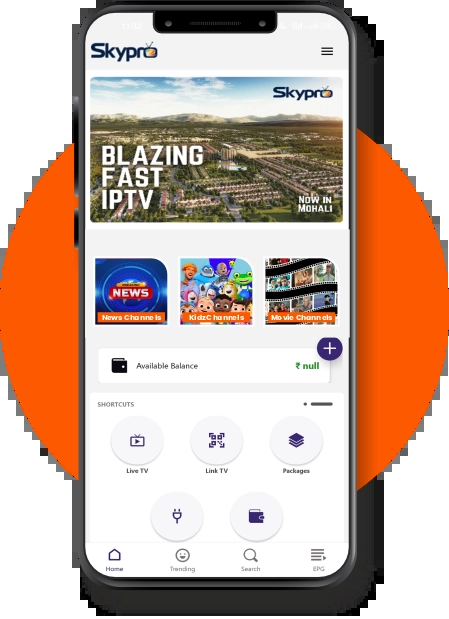 Skypro
Skypro
BLAZING
FAST
IPTV
NOW IN
MOHALI
NEWS
News Channels
KidzChannels
Movie Channels
Available Balance
₹ null
SHORTCUTS
Live TV
Link TV
Packages
Home
Trending
Search
EPG